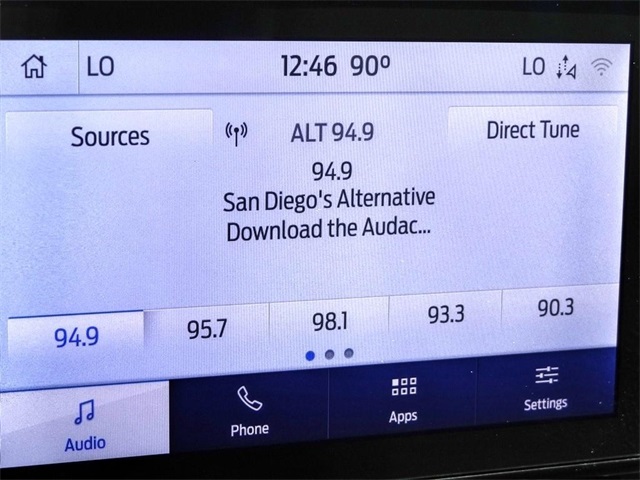 LO 12:46 90° LO
Sources ALT 94.9 Direct Tune
94.9
San Diego's Alternative
Download the Audac...
94.9 95.7 98.1 93.3 90.3
Audio Phone Apps Settings